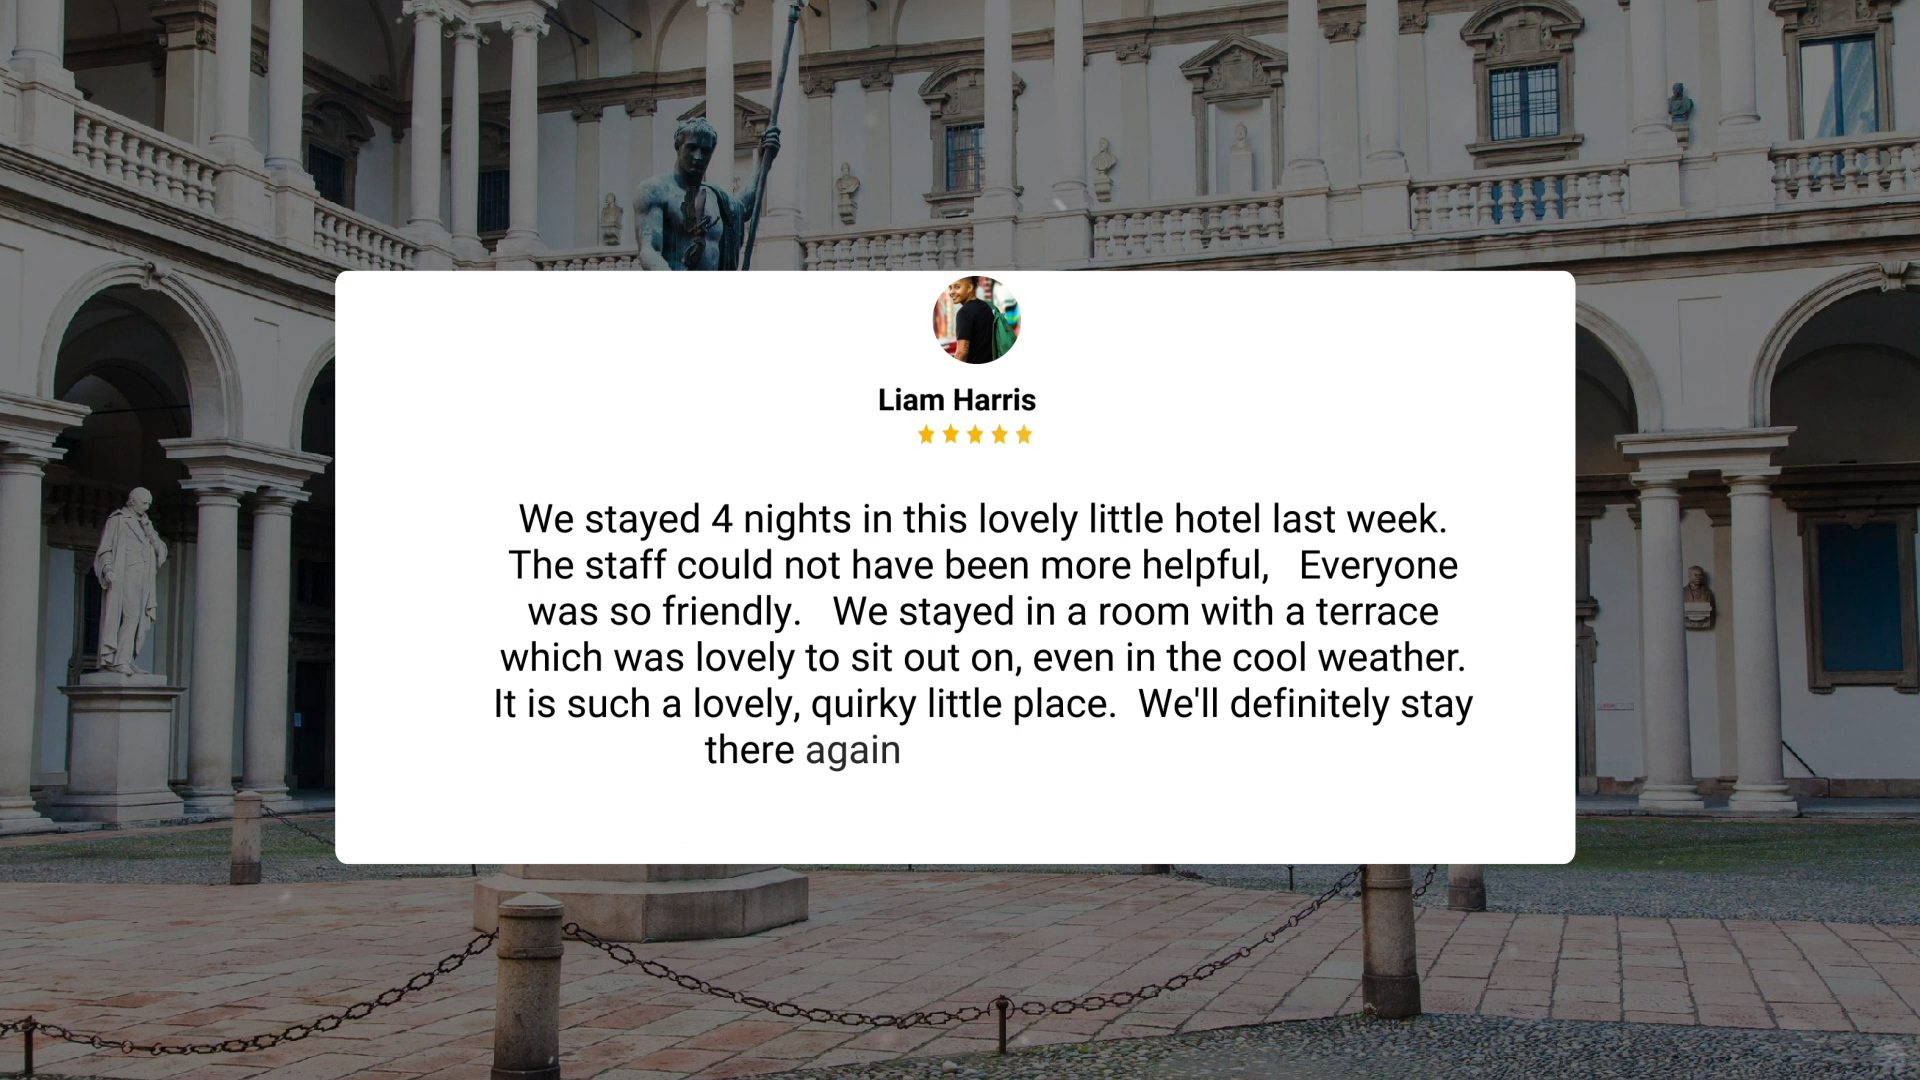 Liam Harris
We stayed 4 nights in this lovely little hotel last week.
The staff could not have been more helpful,   Everyone
was so friendly.   We stayed in a room with a terrace
which was lovely to sit out on, even in the cool weather.
It is such a lovely, quirky little place.  We'll definitely stay
there again